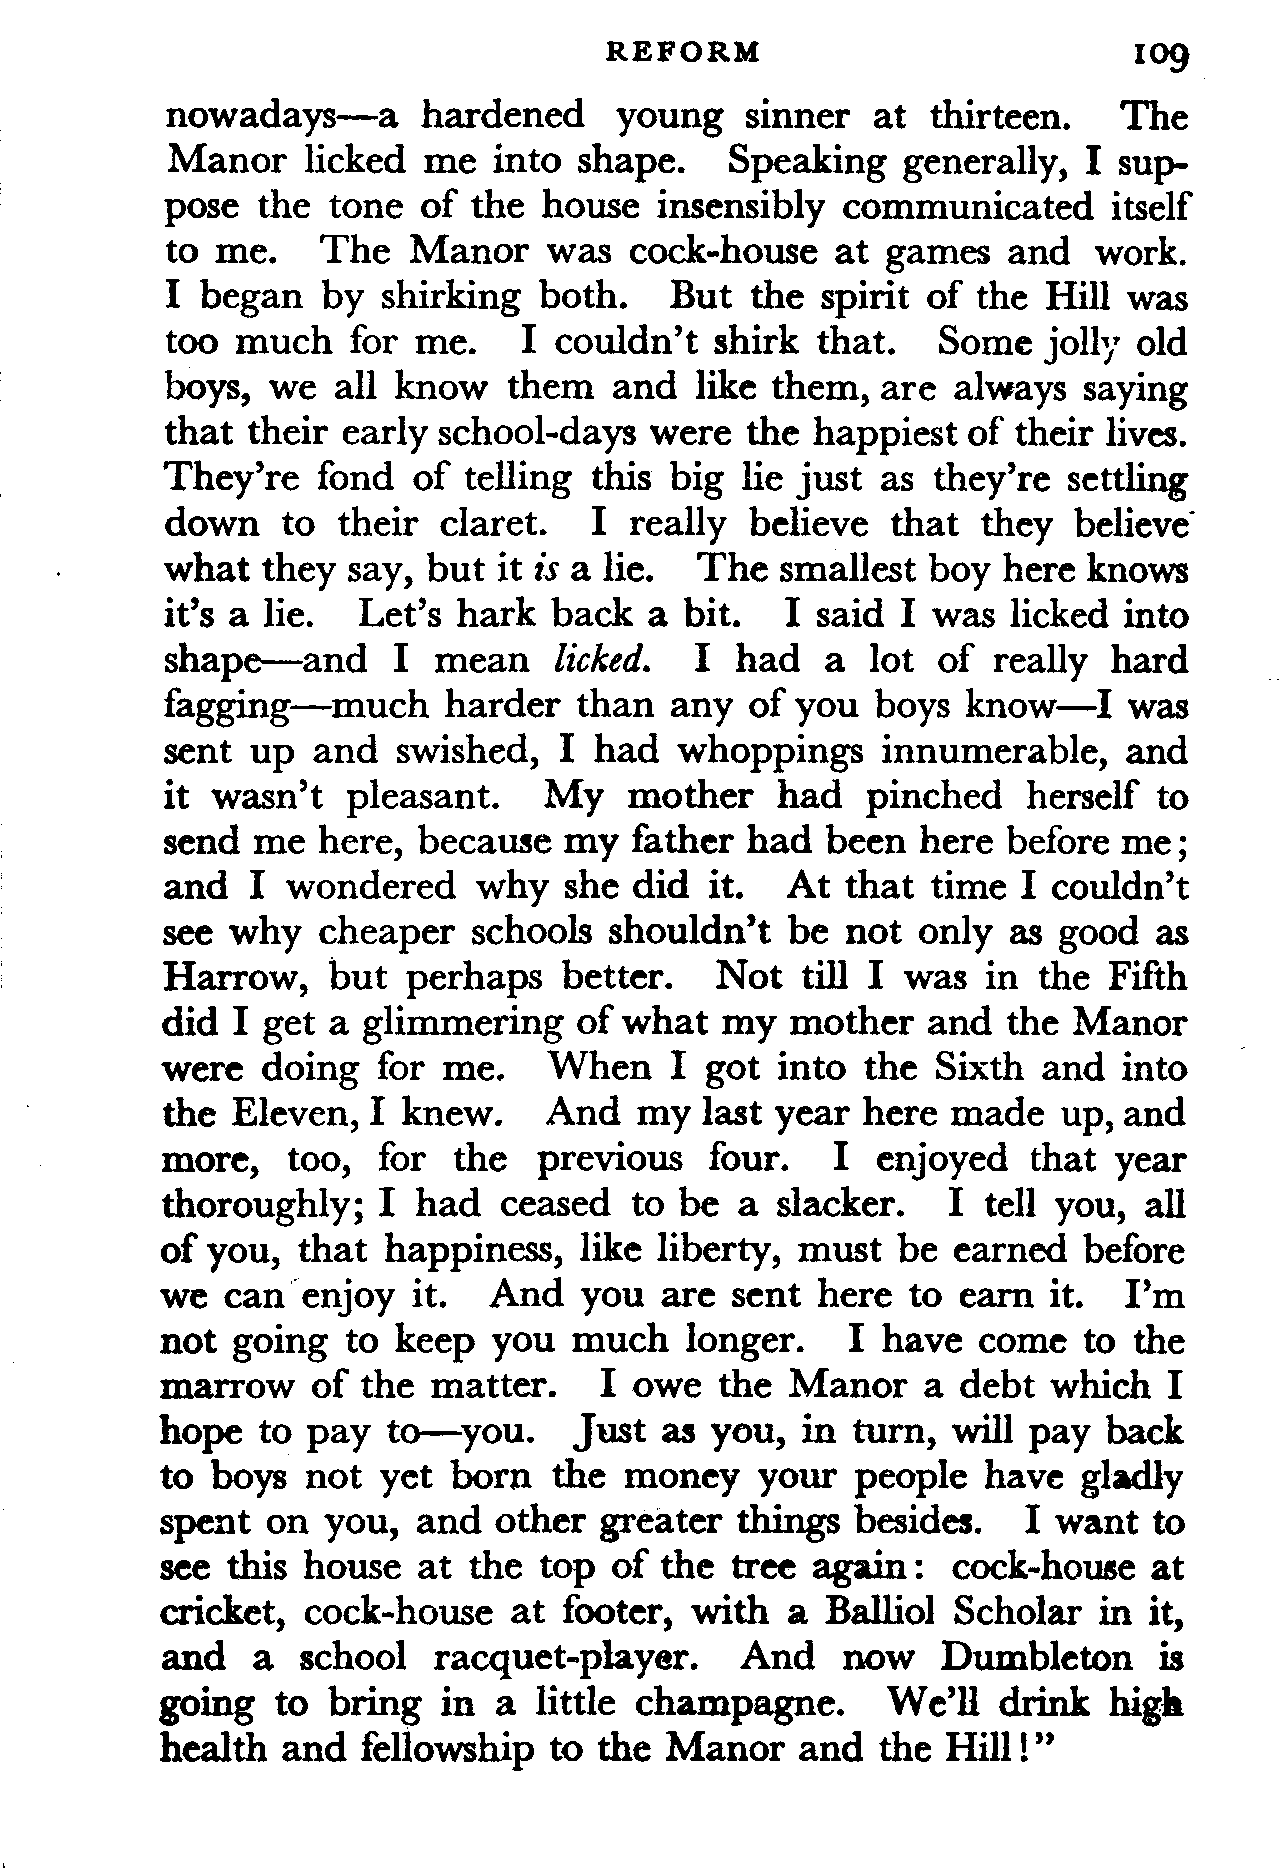 REFORM 109
nowadays—a hardened young sinner at thirteen. The
Manor licked me into shape. Speaking generally, I sup-
pose the tone of the house insensibly communicated itself
to me. The Manor was cock-house at games and work.
I began by shirking both. But the spirit of the Hill was
too much for me. I couldn't shirk that. Some jolly old
boys, we all know them and like them, are always saying
that their early school-days were the happiest of their lives.
They're fond of telling this big lie just as they're settling
down to their claret. I really believe that they believe
what they say, but it is a lie. The smallest boy here knows
it's a lie. Let's hark back a bit. I said I was licked into
shape—and I mean licked. I had a lot of really hard
fagging—much harder than any of you boys know—I was
sent up and swished, I had whoppings innumerable, and
it wasn't pleasant. My mother had pinched herself to
send me here, because my father had been here before me;
and I wondered why she did it. At that time I couldn't
see why cheaper schools shouldn't be not only as good as
Harrow, but perhaps better. Not till I was in the Fifth
did I get a glimmering of what my mother and the Manor
were doing for me. When I got into the Sixth and into
the Eleven, I knew. And my last year here made up, and
more, too, for the previous four. I enjoyed that year
thoroughly; I had ceased to be a slacker. I tell you, all
of you, that happiness, like liberty, must be earned before
we can enjoy it. And you are sent here to earn it. I'm
not going to keep you much longer. I have come to the
marrow of the matter. I owe the Manor a debt which I
hope to pay to—you. Just as you, in turn, will pay back
to boys not yet born the money your people have gladly
spent on you, and other greater things besides. I want to
see this house at the top of the tree again: cock-house at
cricket, cock-house at footer, with a Balliol Scholar in it,
and a school racquet-player. And now Dumbleton is
going to bring in a little champagne. We'll drink high
health and fellowship to the Manor and the Hill!"